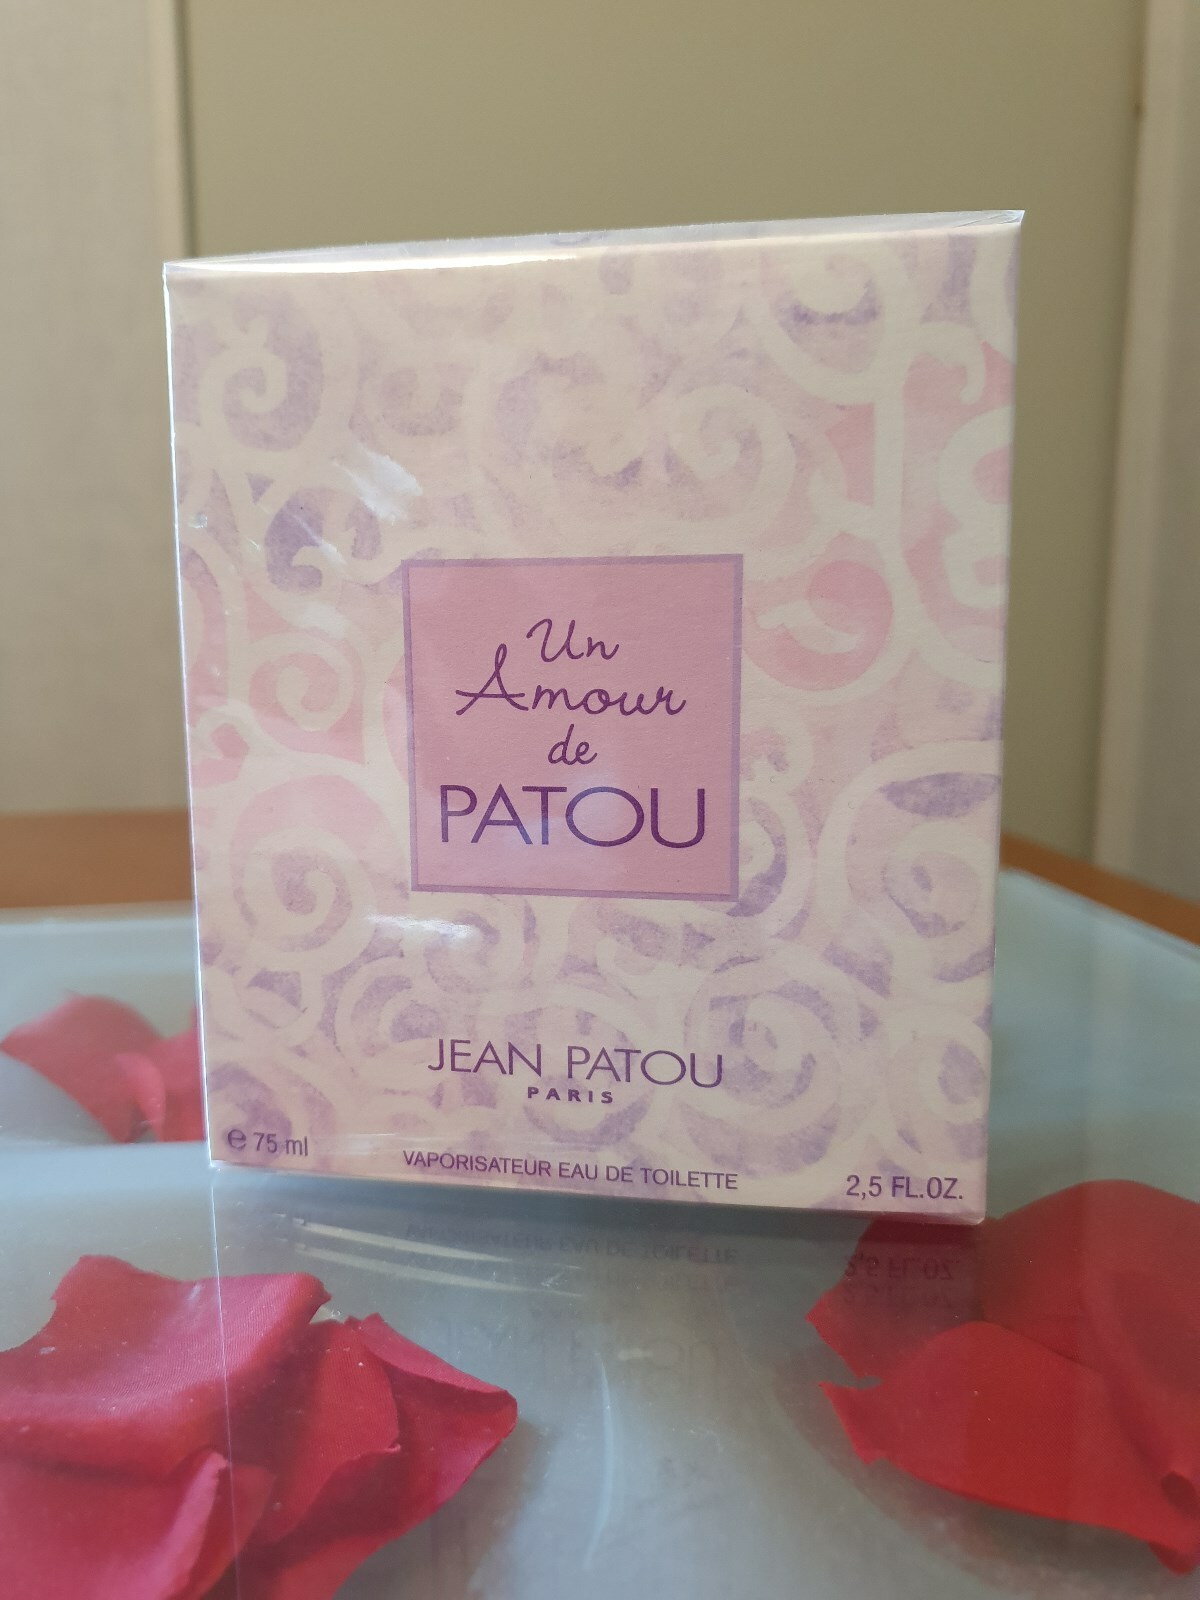 Un
Amour
de
PATOU
JEAN PATOU
PARIS
e 75 ml
VAPORISATEUR EAU DE TOILETTE
2,5 FL.OZ.